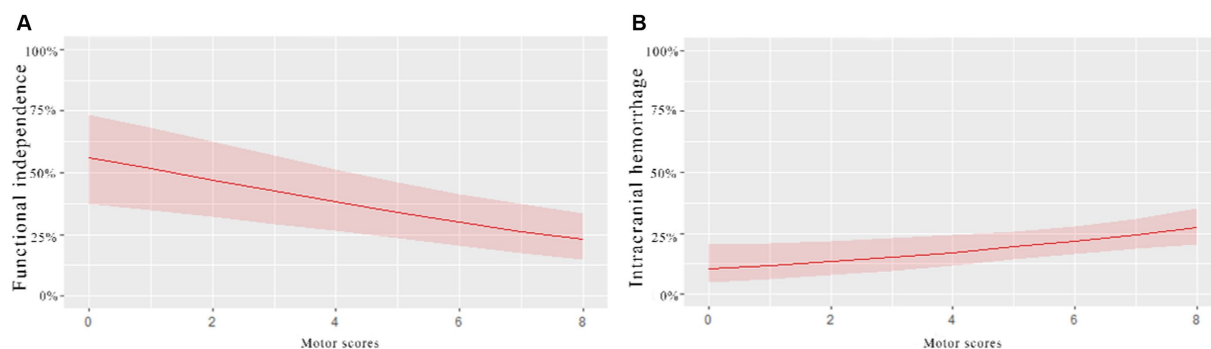 A
Functional independence
100%
75%
50%
25%
0%
0 2 4 6 8
Motor scores
B
Intracranial hemorrhage
100%
75%
50%
25%
0%
0 2 4 6 8
Motor scores